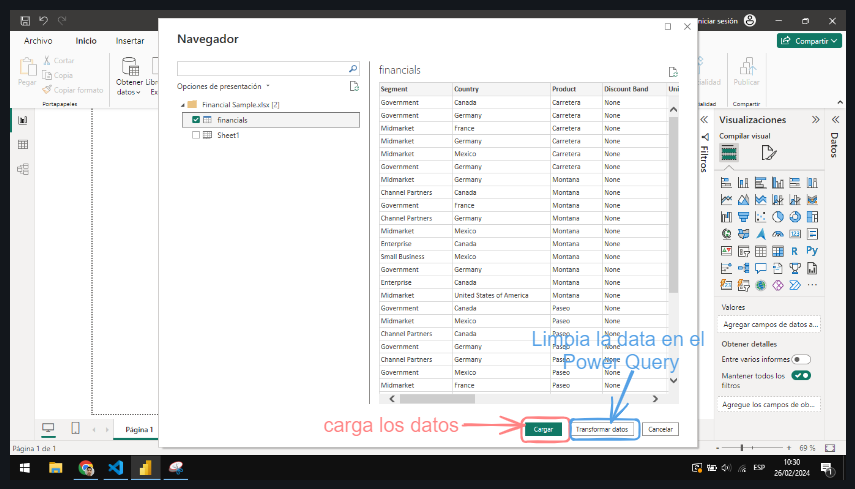 Iniciar sesión
Archivo
Inicio
Insertar
Compartir
Pegar
Cortar
Copiar
Copiar formato
Portapapeles
Obtener datos
Publicar
Compartir
Navegador
Opciones de presentación
Financial Sample.xlsx [2]
financials
Sheet1
financials
Segment Country Product Discount Band Uni
Government Canada Carretera None
Government Germany Carretera None
Midmarket France Carretera None
Midmarket Germany Carretera None
Midmarket Mexico Carretera None
Government Germany Carretera None
Midmarket Germany Montana None
Channel Partners Canada Montana None
Government France Montana None
Channel Partners Germany Montana None
Midmarket Mexico Montana None
Enterprise Canada Montana None
Small Business Mexico Montana None
Government Germany Montana None
Enterprise Canada Montana None
Midmarket United States of America Montana None
Government Canada Paseo None
Midmarket Mexico Paseo None
Channel Partners Canada Paseo
Government Germany Paseo
Channel Partners Germany Paseo
Government Mexico Paseo None
Midmarket France Paseo None
Limpia la data en el
Power Query
carga los datos
Cargar
Transformar datos
Cancelar
Filtros
Visualizaciones
Compilar visual
Datos
R
Py
123
Valores
Agregar campos de datos a...
Obtener detalles
Entre varios informes
Mantener todos los
filtros
Agregue los campos de ob...
Página 1
Página 1 de 1
69 %
ESP
10:30
26/02/2024
1